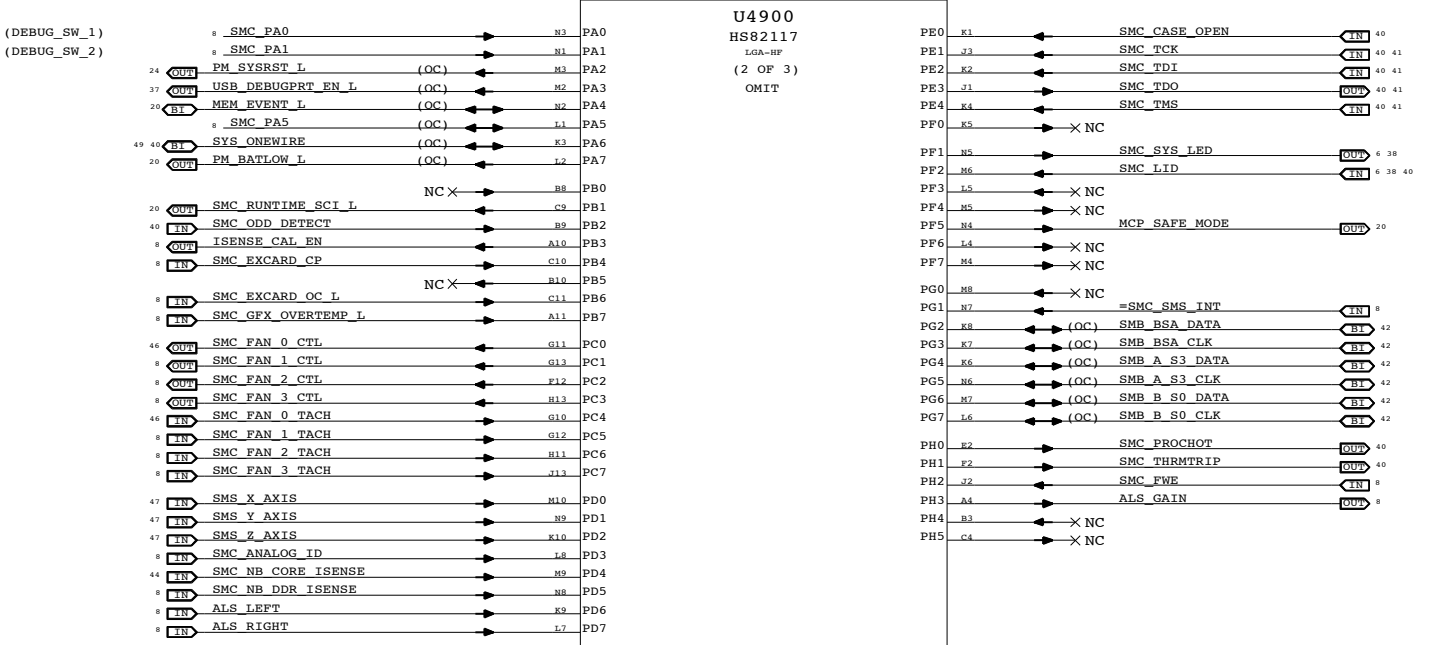 U4900
HS82117
LGA-HF
(2 OF 3)
OMIT
(DEBUG_SW_1) 8 SMC_PA0 N3 PA0
(DEBUG_SW_2) 8 SMC_PA1 N1 PA1
24 OUT PM_SYSRST_L (OC) M3 PA2
37 OUT USB_DEBUGPRT_EN_L (OC) M2 PA3
20 BI MEM_EVENT_L (OC) N2 PA4
8 SMC_PA5 (OC) L1 PA5
49 40 BI SYS_ONEWIRE (OC) K3 PA6
20 OUT PM_BATLOW_L (OC) L2 PA7
NC B8 PB0
20 OUT SMC_RUNTIME_SCI_L C9 PB1
40 IN SMC_ODD_DETECT B9 PB2
8 OUT ISENSE_CAL_EN A10 PB3
8 IN SMC_EXCARD_CP C10 PB4
NC B10 PB5
8 IN SMC_EXCARD_OC_L C11 PB6
8 IN SMC_GFX_OVERTEMP_L A11 PB7
46 OUT SMC_FAN_0_CTL G11 PC0
8 OUT SMC_FAN_1_CTL G13 PC1
8 OUT SMC_FAN_2_CTL F12 PC2
8 OUT SMC_FAN_3_CTL H13 PC3
46 IN SMC_FAN_0_TACH G10 PC4
8 IN SMC_FAN_1_TACH G12 PC5
8 IN SMC_FAN_2_TACH H11 PC6
8 IN SMC_FAN_3_TACH J13 PC7
47 IN SMS_X_AXIS M10 PD0
47 IN SMS_Y_AXIS N9 PD1
47 IN SMS_Z_AXIS K10 PD2
8 IN SMC_ANALOG_ID L8 PD3
44 IN SMC_NB_CORE_ISENSE M9 PD4
8 IN SMC_NB_DDR_ISENSE N8 PD5
8 IN ALS_LEFT K9 PD6
8 IN ALS_RIGHT L7 PD7
PE0 K1 SMC_CASE_OPEN IN 40
PE1 J3 SMC_TCK IN 40 41
PE2 K2 SMC_TDI IN 40 41
PE3 J1 SMC_TDO OUT 40 41
PE4 K4 SMC_TMS IN 40 41
PF0 K5 NC
PF1 N5 SMC_SYS_LED OUT 6 38
PF2 M6 SMC_LID IN 6 38 40
PF3 L5 NC
PF4 M5 NC
PF5 N4 MCP_SAFE_MODE OUT 20
PF6 L4 NC
PF7 M4 NC
PG0 M8 NC
PG1 N7 =SMC_SMS_INT IN 8
PG2 K8 (OC) SMB_BSA_DATA BI 42
PG3 K7 (OC) SMB_BSA_CLK BI 42
PG4 K6 (OC) SMB_A_S3_DATA BI 42
PG5 N6 (OC) SMB_A_S3_CLK BI 42
PG6 M7 (OC) SMB_B_S0_DATA BI 42
PG7 L6 (OC) SMB_B_S0_CLK BI 42
PH0 E2 SMC_PROCHOT OUT 40
PH1 F2 SMC_THRMTRIP OUT 40
PH2 J2 SMC_FWE IN 8
PH3 A4 ALS_GAIN OUT 8
PH4 B3 NC
PH5 C4 NC